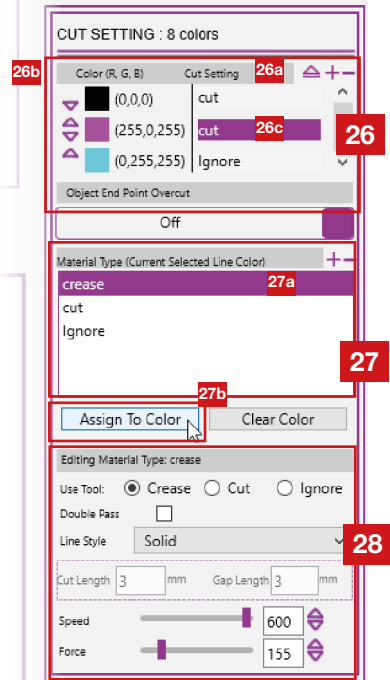 CUT SETTING : 8 colors
26b
Color (R, G, B) Cut Setting 26a
(0,0,0) cut
(255,0,255) cut 26c 26
(0,255,255) Ignore
Object End Point Overcut
Off
Material Type (Current Selected Line Color)
crease 27a
cut
Ignore
27
27b
Assign To Color Clear Color
Editing Material Type: crease
Use Tool: Crease Cut Ignore
Double Pass
Line Style Solid 28
Cut Length 3 mm Gap Length 3 mm
Speed 600
Force 155